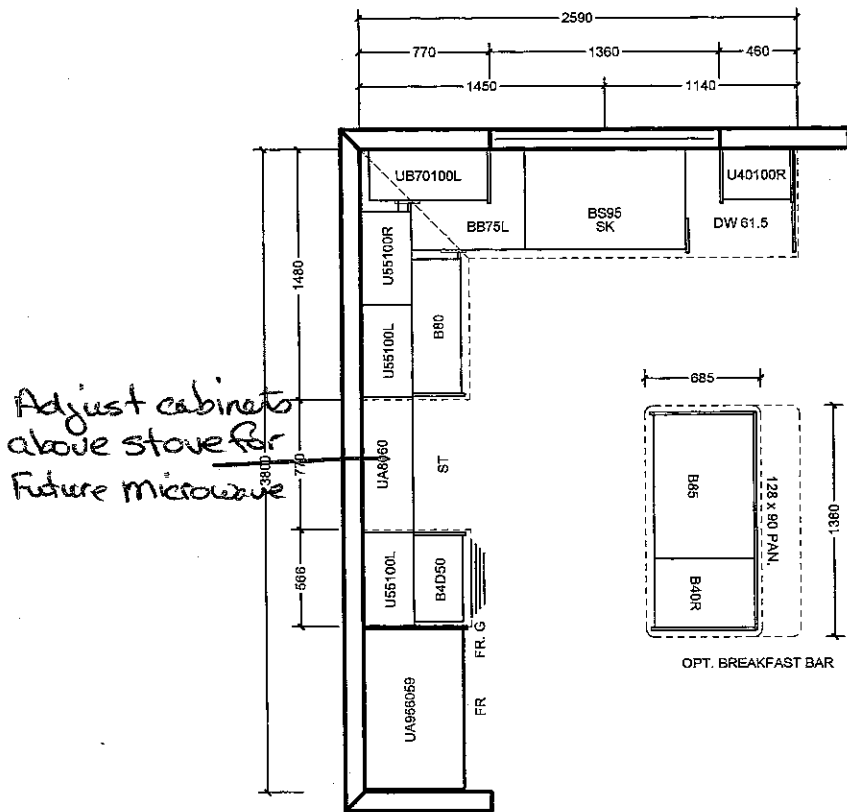 2590
770
1360
460
1450
1140
UB70100L
U40100R
BB75L
BS95
SK
DW 61.5
U55100R
1480
U55100L
B80
685
Adjust cabinets
above stove for
Future microwave
3800
770
UA8060
ST
B85
128 x 90 PAN.
1380
566
U55100L
B4D50
B40R
FR. G
OPT. BREAKFAST BAR
UA956059
FR